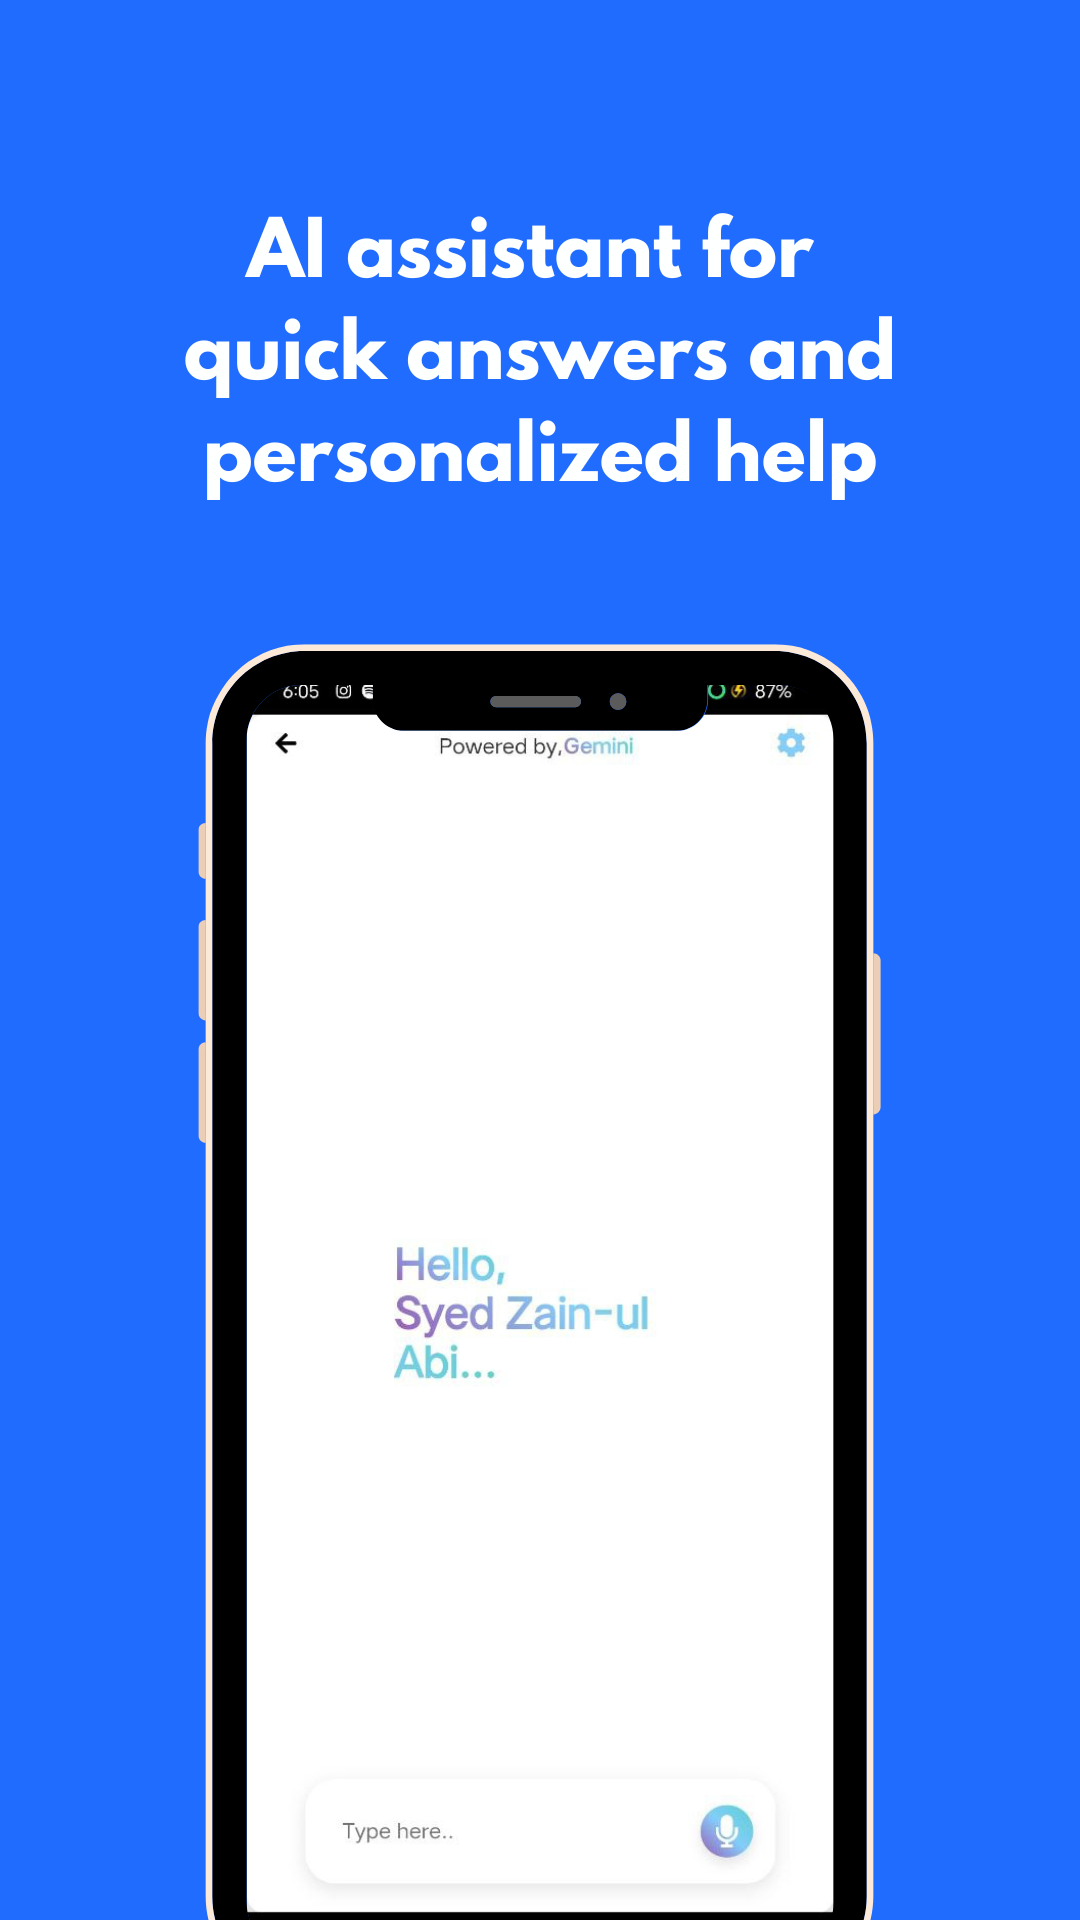 AI assistant for
quick answers and
personalized help
6:05 87%
Powered by,Gemini
Hello,
Syed Zain-ul
Abi...
Type here..